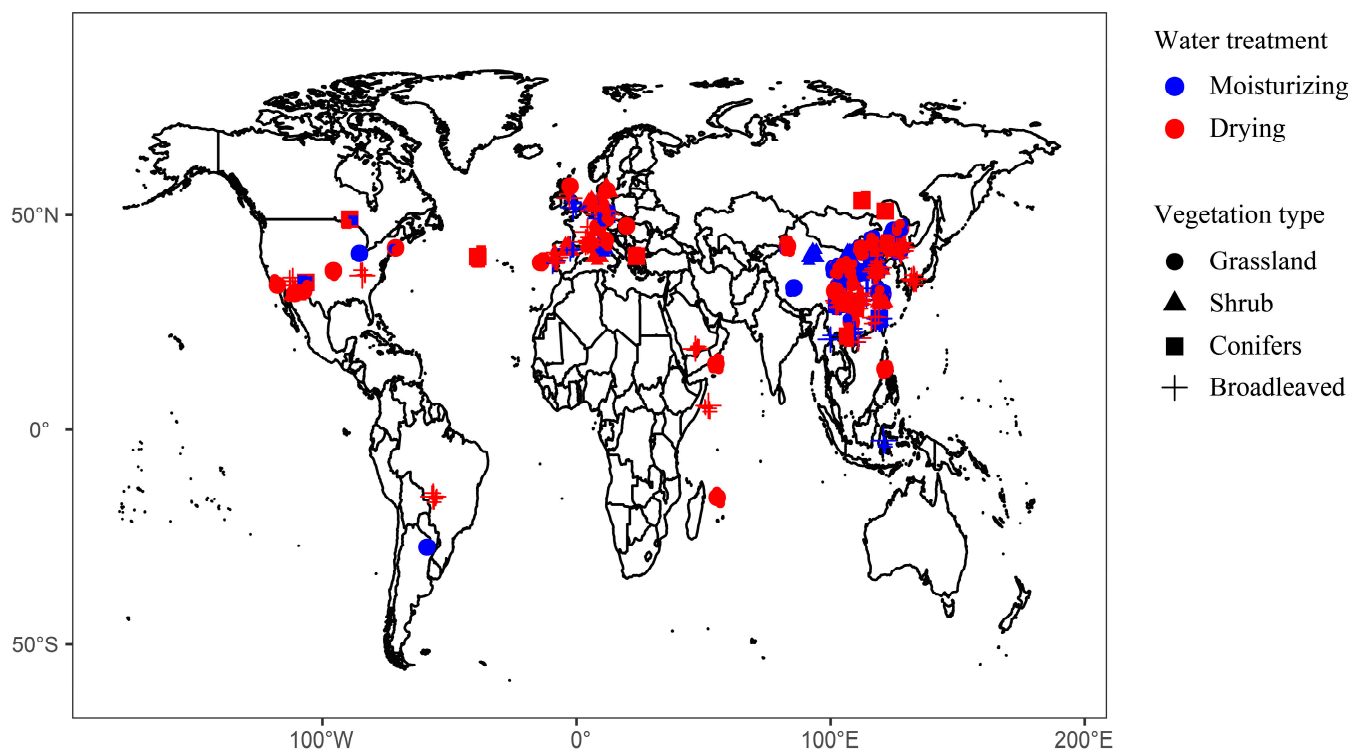 Water treatment
Moisturizing
Drying
Vegetation type
Grassland
Shrub
Conifers
Broadleaved
50°N
0°
50°S
100°W
0°
100°E
200°E